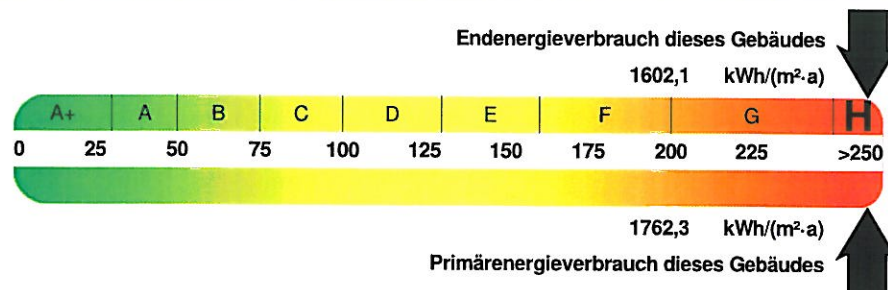 Endenergieverbrauch dieses Gebäudes
1602,1 kWh/(m²·a)
A+ A B C D E F G H
0 25 50 75 100 125 150 175 200 225 >250
1762,3 kWh/(m²·a)
Primärenergieverbrauch dieses Gebäudes